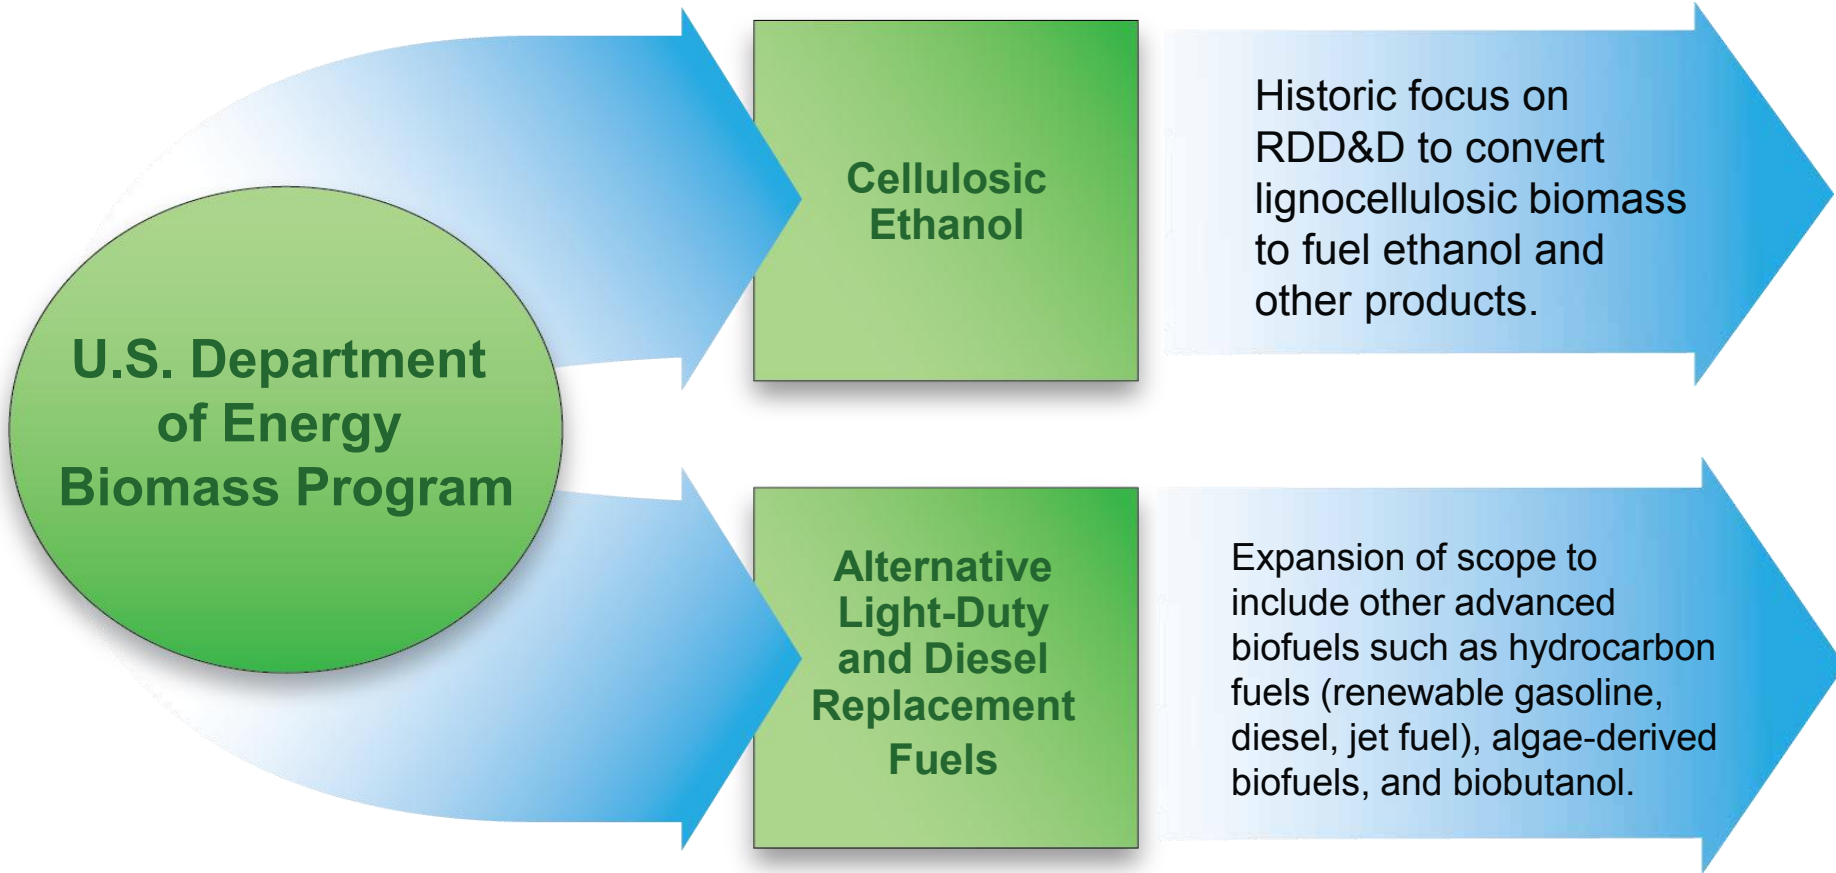 U.S. Department
of Energy
Biomass Program
Cellulosic
Ethanol
Historic focus on
RDD&D to convert
lignocellulosic biomass
to fuel ethanol and
other products.
Alternative
Light-Duty
and Diesel
Replacement
Fuels
Expansion of scope to
include other advanced
biofuels such as hydrocarbon
fuels (renewable gasoline,
diesel, jet fuel), algae-derived
biofuels, and biobutanol.